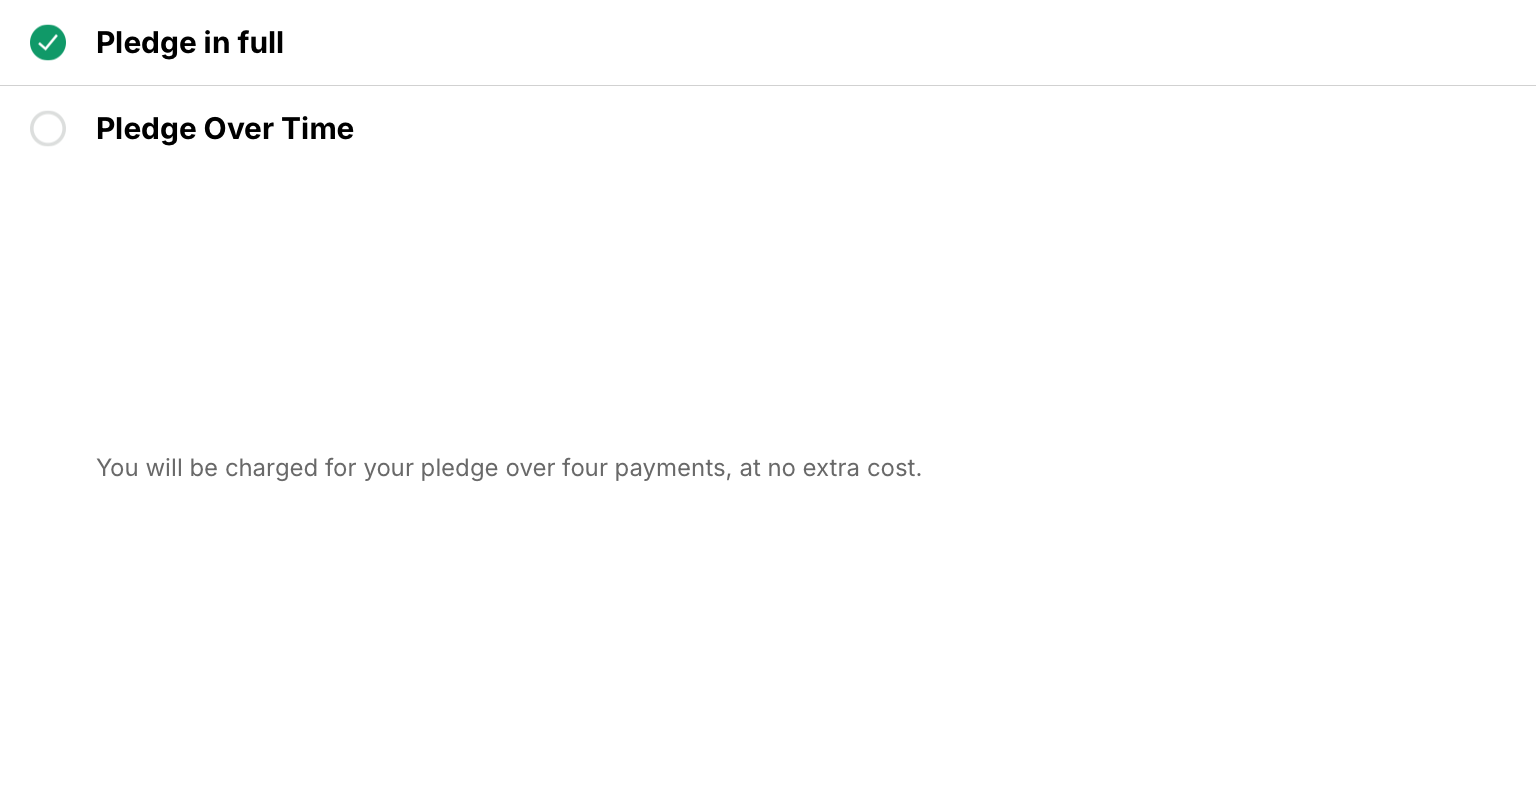 Pledge in full
Pledge Over Time
You will be charged for your pledge over four payments, at no extra cost.